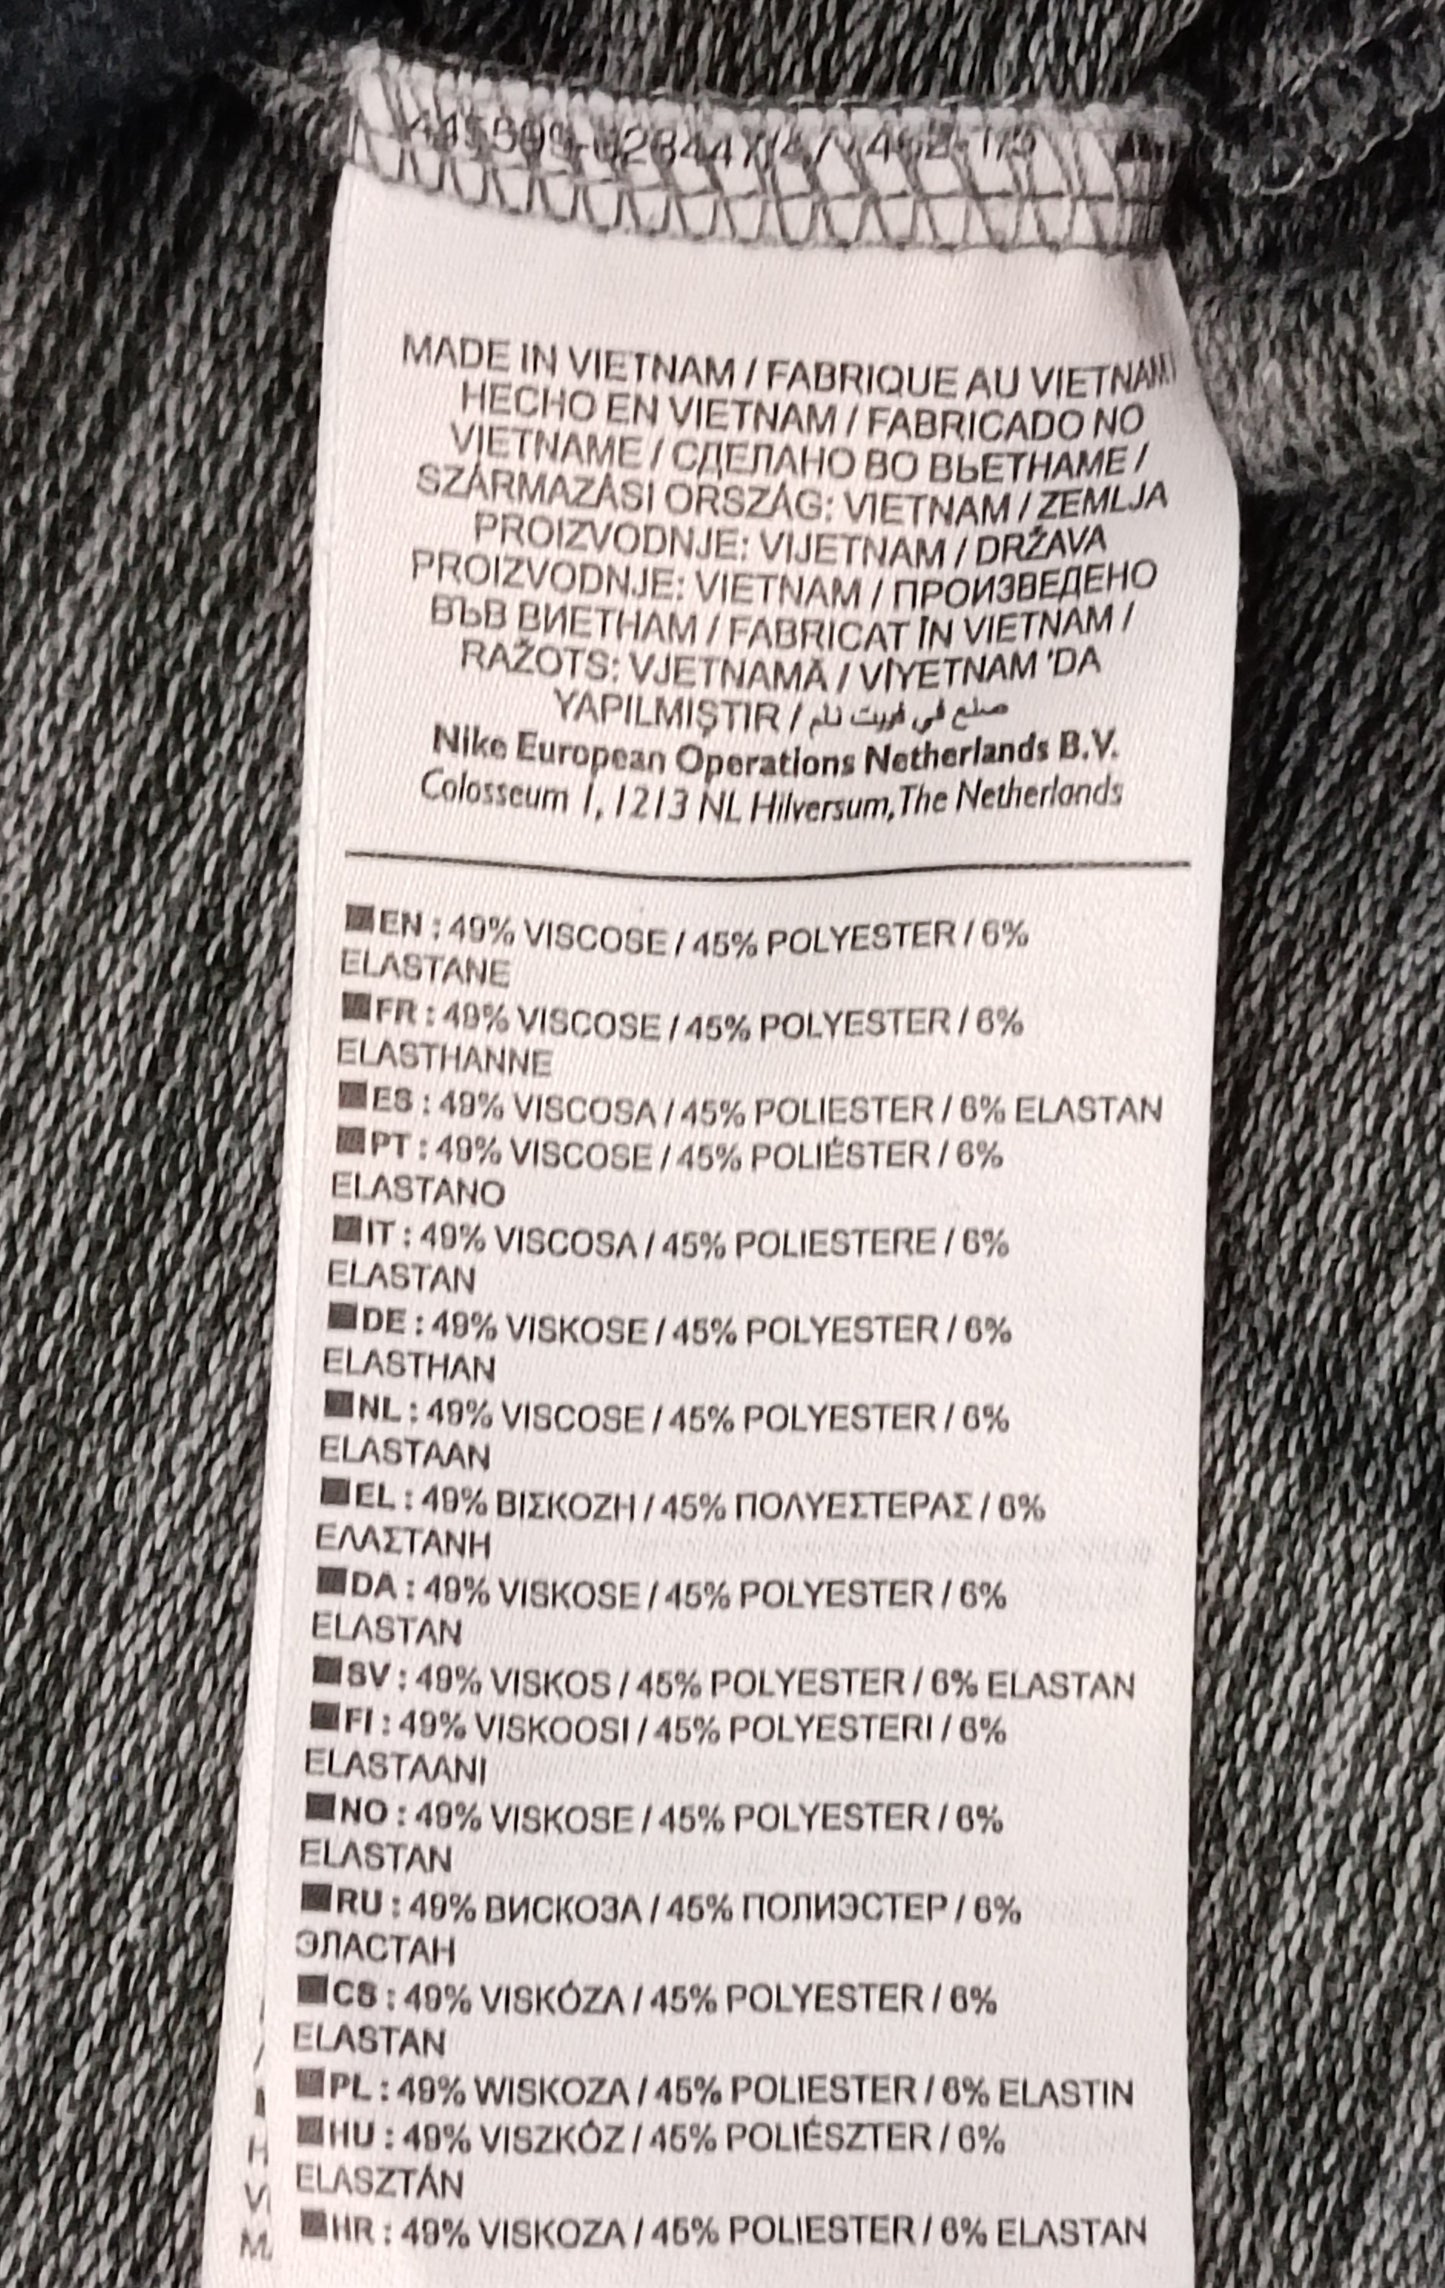 MADE IN VIETNAM / FABRIQUE AU VIETNAM /
HECHO EN VIETNAM / FABRICADO NO
VIETNAME / СДЕЛАНО ВО ВЬЕТНАМЕ /
SZÁRMAZÁSI ORSZÁG: VIETNAM / ZEMLJA
PROIZVODNJE: VIJETNAM / DRŽAVA
PROIZVODNJE: VIETNAM / ПРОИЗВЕДЕНО
ВЪВ ВИЕТНАМ / FABRICAT ÎN VIETNAM /
RAŽOTS: VJETNAMĀ / VİYETNAM 'DA
YAPILMIŞTIR / صنع في فييت نام
Nike European Operations Netherlands B.V.
Colosseum 1, 1213 NL Hilversum, The Netherlands
EN : 49% VISCOSE / 45% POLYESTER / 6%
ELASTANE
FR : 49% VISCOSE / 45% POLYESTER / 6%
ELASTHANNE
ES : 49% VISCOSA / 45% POLIESTER / 6% ELASTAN
PT : 49% VISCOSE / 45% POLIÉSTER / 6%
ELASTANO
IT : 49% VISCOSA / 45% POLIESTERE / 6%
ELASTAN
DE : 49% VISKOSE / 45% POLYESTER / 6%
ELASTHAN
NL : 49% VISCOSE / 45% POLYESTER / 6%
ELASTAAN
EL : 49% ΒΙΣΚΟΖΗ / 45% ΠΟΛΥΕΣΤΕΡΑΣ / 6%
ΕΛΑΣΤΑΝΗ
DA : 49% VISKOSE / 45% POLYESTER / 6%
ELASTAN
SV : 49% VISKOS / 45% POLYESTER / 6% ELASTAN
FI : 49% VISKOOSI / 45% POLYESTERI / 6%
ELASTAANI
NO : 49% VISKOSE / 45% POLYESTER / 6%
ELASTAN
RU : 49% ВИСКОЗА / 45% ПОЛИЭСТЕР / 6%
ЭЛАСТАН
CS : 49% VISKÓZA / 45% POLYESTER / 6%
ELASTAN
PL : 49% WISKOZA / 45% POLIESTER / 6% ELASTIN
HU : 49% VISZKÓZ / 45% POLIÉSZTER / 6%
ELASZTÁN
HR : 49% VISKOZA / 45% POLIESTER / 6% ELASTAN